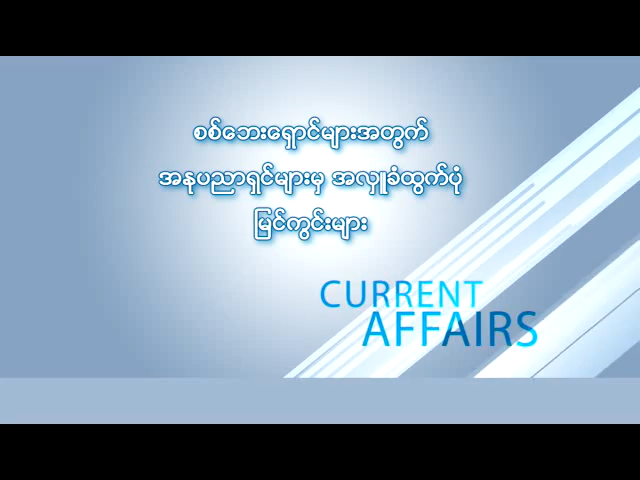 စစ်ဘေးရှောင်များအတွက်
အနုပညာရှင်များမှ အလှူခံထွက်ပုံ
မြင်ကွင်းများ
CURRENT
AFFAIRS